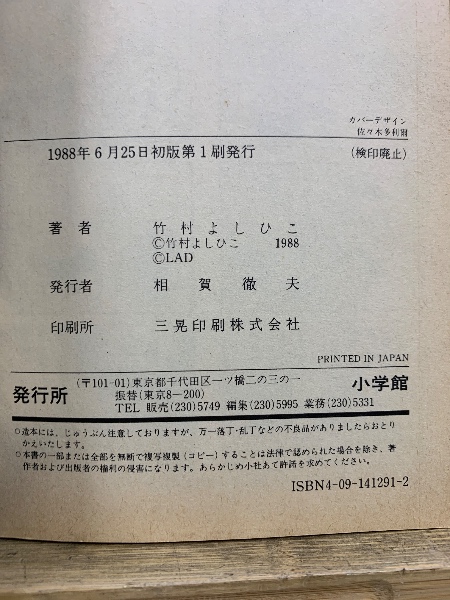 カバーデザイン
佐々木多利爾
1988年6月25日初版第1刷発行 (検印廃止)
著者 竹村よしひこ
©竹村よしひこ 1988
©LAD
発行者 相賀徹夫
印刷所 三晃印刷株式会社
PRINTED IN JAPAN
発行所 (〒101-01)東京都千代田区一ツ橋二の三の一 小学館
振替(東京8-200)
TEL 販売(230)5749 編集(230)5995 業務(230)5331
○造本には、じゅうぶん注意しておりますが、万一落丁・乱丁などの不良品がありましたらおとり
かえいたします。
○本書の一部または全部を無断で複写複製(コピー)することは法律で認められた場合を除き、著
作者および出版者の権利の侵害になります。あらかじめ小社あて許諾を求めてください。
ISBN4-09-141291-2